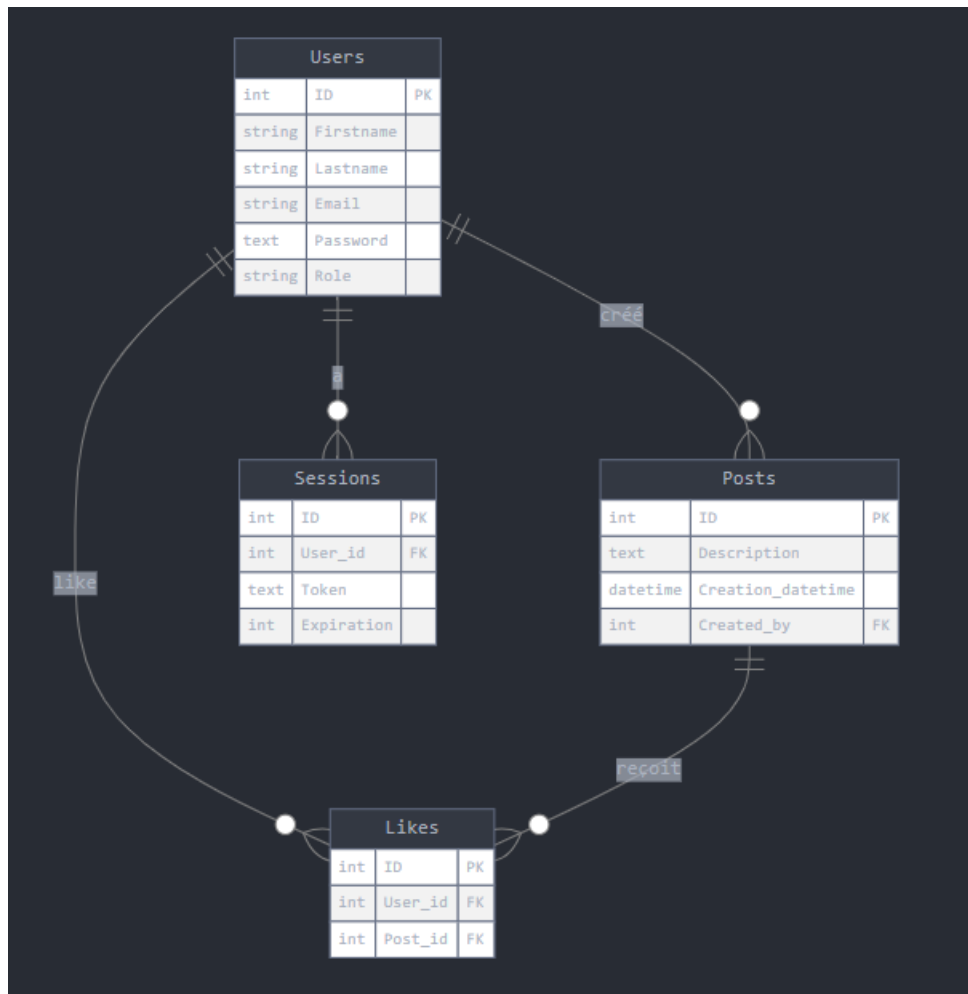 Users
int ID PK
string Firstname
string Lastname
string Email
text Password
string Role
créé
a
Sessions
int ID PK
int User_id FK
text Token
int Expiration
Posts
int ID PK
text Description
datetime Creation_datetime
int Created_by FK
like
reçoit
Likes
int ID PK
int User_id FK
int Post_id FK